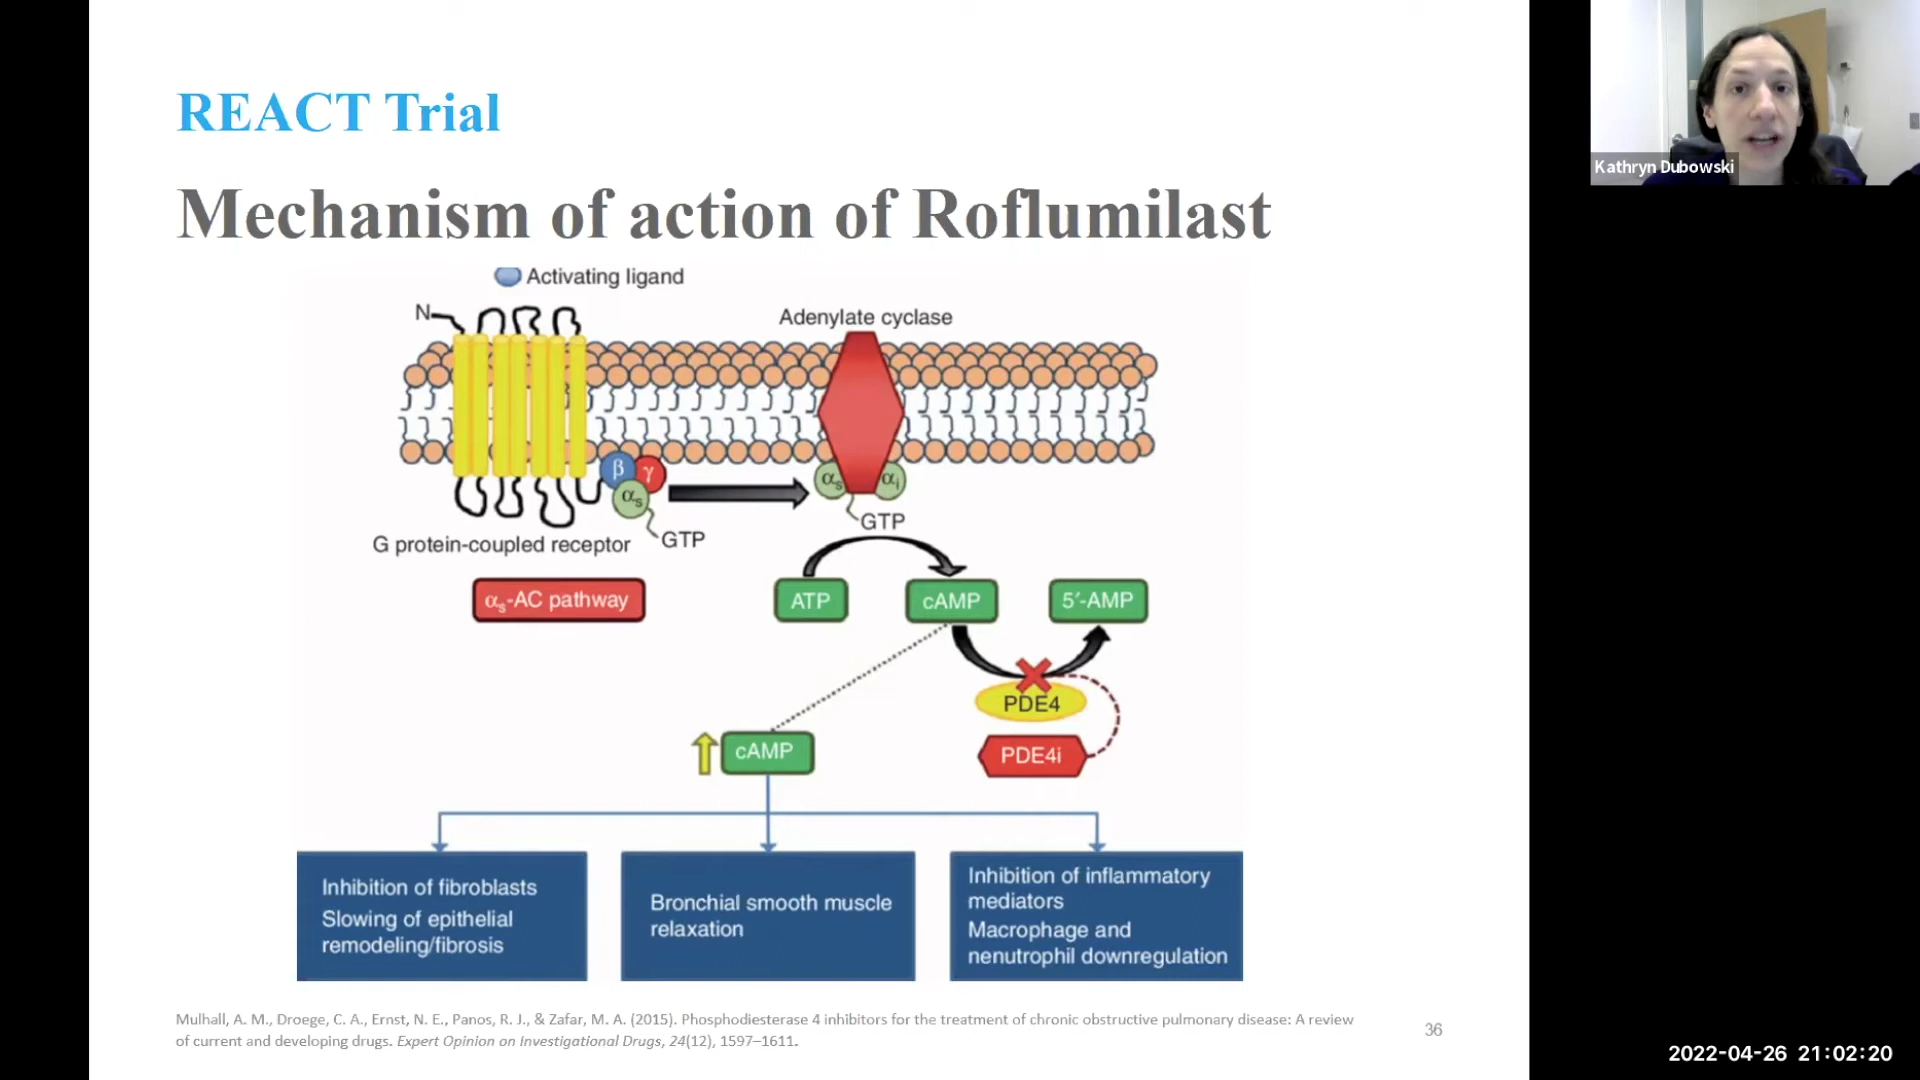 REACT Trial
Mechanism of action of Roflumilast
Activating ligand
N
Adenylate cyclase
β
γ
αs
αs
αi
GTP
GTP
G protein-coupled receptor
αs-AC pathway
ATP
cAMP
5′-AMP
PDE4
PDE4i
cAMP
Inhibition of fibroblasts
Slowing of epithelial
remodeling/fibrosis
Bronchial smooth muscle
relaxation
Inhibition of inflammatory
mediators
Macrophage and
nenutrophil downregulation
Mulhall, A. M., Droege, C. A., Ernst, N. E., Panos, R. J., & Zafar, M. A. (2015). Phosphodiesterase 4 inhibitors for the treatment of chronic obstructive pulmonary disease: A review
of current and developing drugs. Expert Opinion on Investigational Drugs, 24(12), 1597–1611.
36
Kathryn Dubowski
2022-04-26 21:02:20